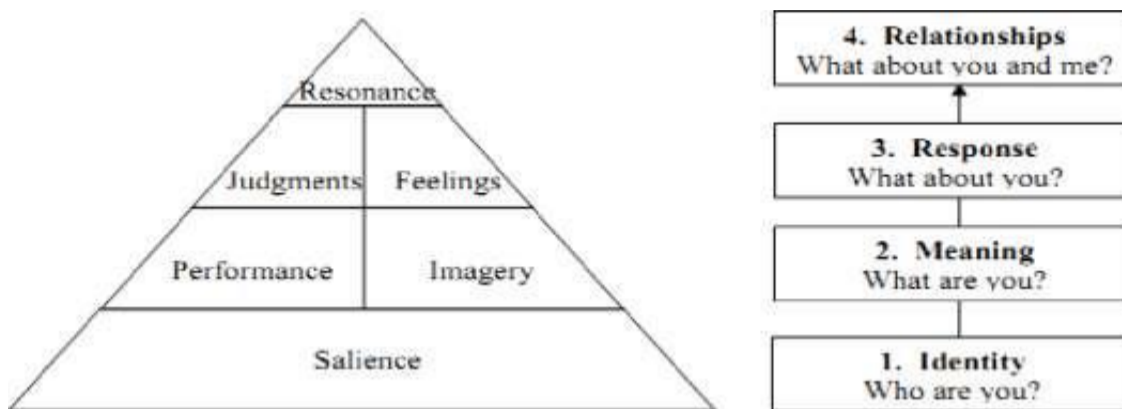 Resonance
Judgments
Feelings
Performance
Imagery
Salience
4. Relationships
What about you and me?
3. Response
What about you?
2. Meaning
What are you?
1. Identity
Who are you?